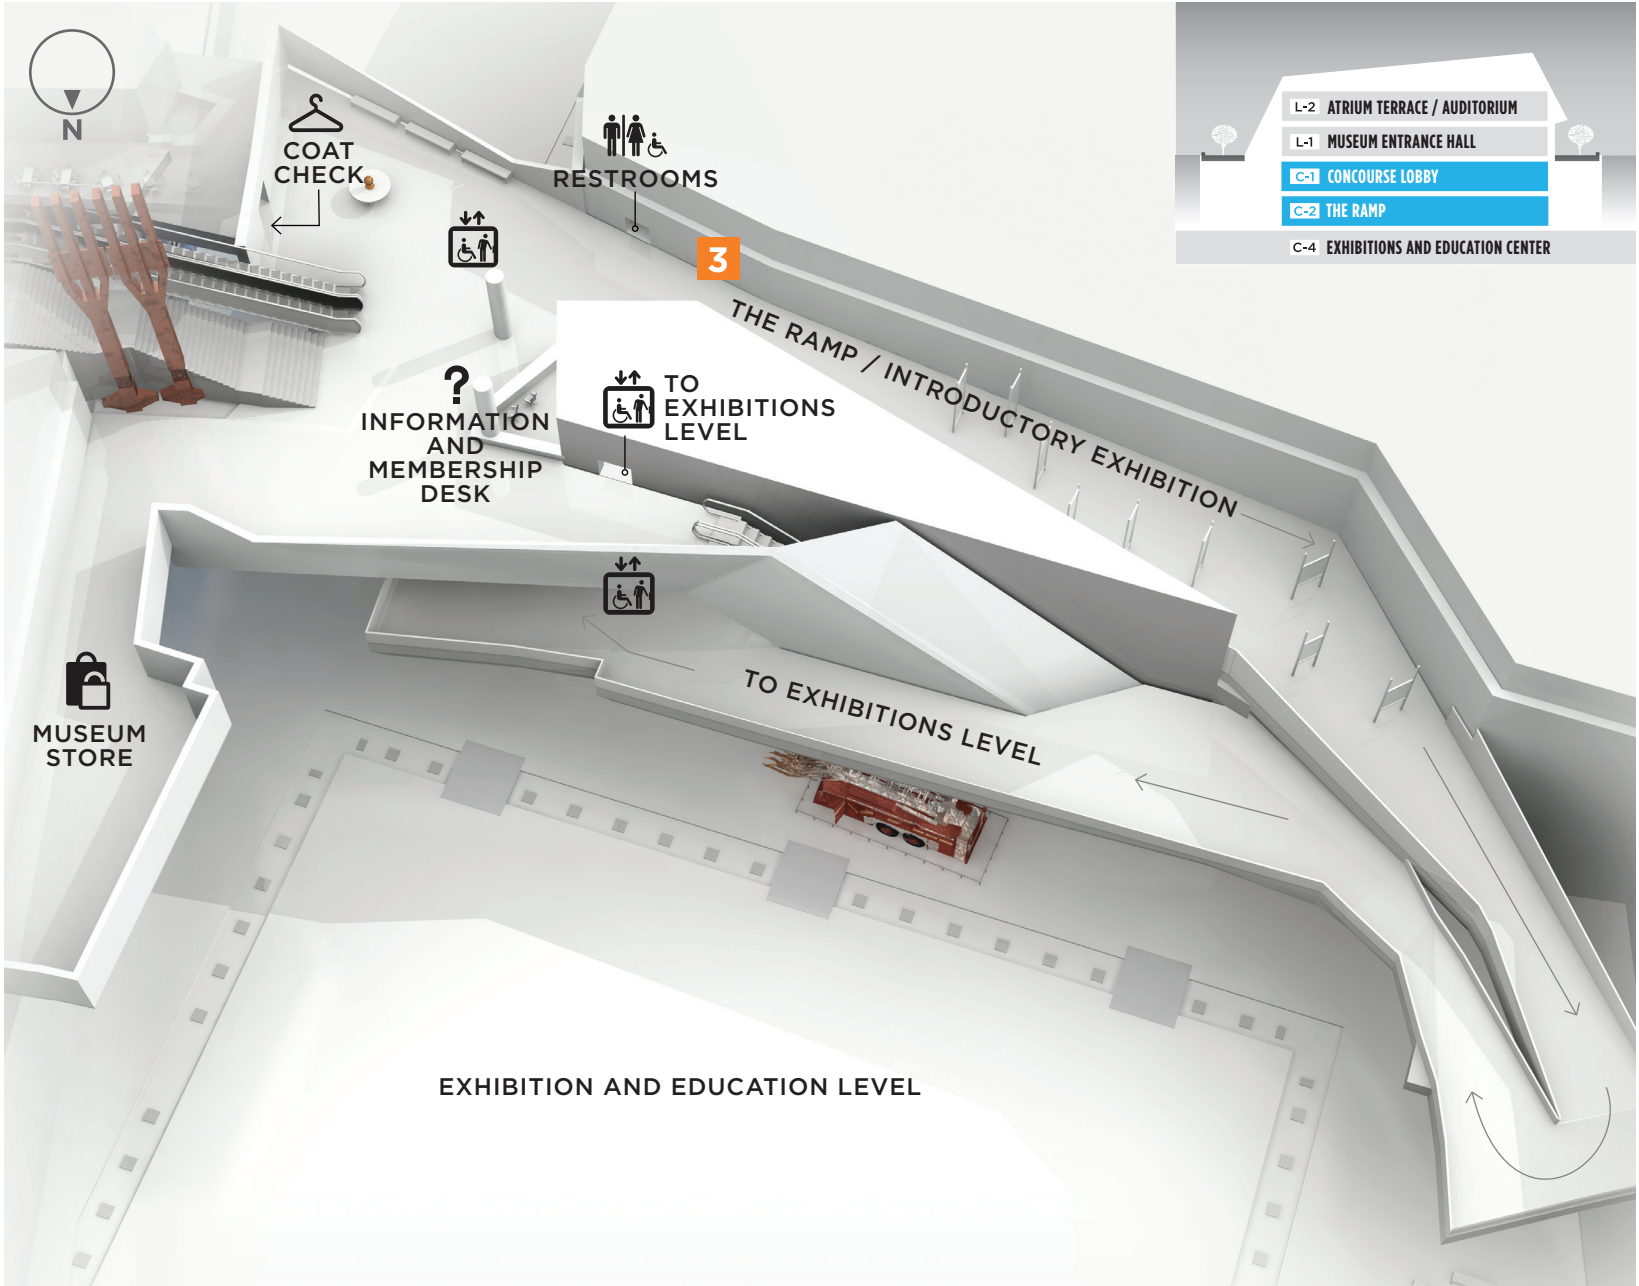 N
COAT
CHECK
RESTROOMS
3
THE RAMP / INTRODUCTORY EXHIBITION
?
INFORMATION
AND
MEMBERSHIP
DESK
TO
EXHIBITIONS
LEVEL
TO EXHIBITIONS LEVEL
MUSEUM
STORE
EXHIBITION AND EDUCATION LEVEL
L-2 ATRIUM TERRACE / AUDITORIUM
L-1 MUSEUM ENTRANCE HALL
C-1 CONCOURSE LOBBY
C-2 THE RAMP
C-4 EXHIBITIONS AND EDUCATION CENTER